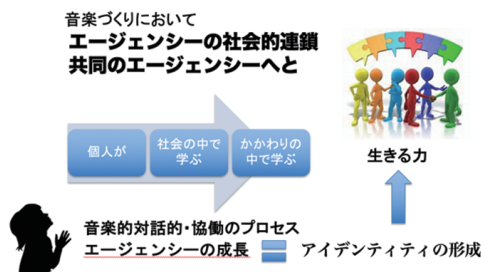 音楽づくりにおいて
エージェンシーの社会的連鎖
共同のエージェンシーへと
個人が
社会の中で
学ぶ
かかわりの
中で学ぶ
生きる力
音楽的対話的・協働のプロセス
エージェンシーの成長
アイデンティティの形成